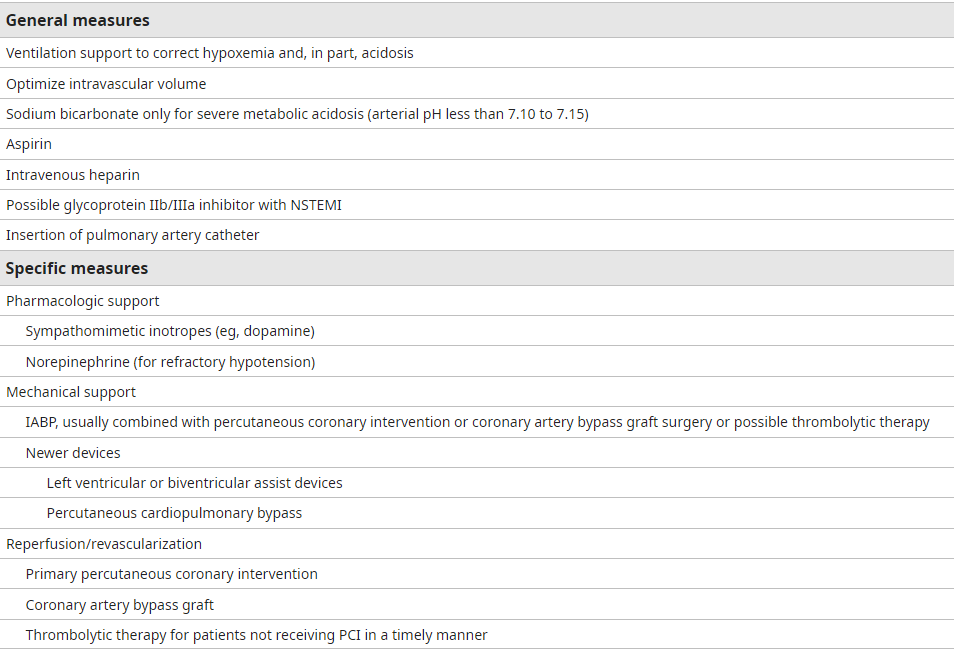 General measures
Ventilation support to correct hypoxemia and, in part, acidosis
Optimize intravascular volume
Sodium bicarbonate only for severe metabolic acidosis (arterial pH less than 7.10 to 7.15)
Aspirin
Intravenous heparin
Possible glycoprotein IIb/IIIa inhibitor with NSTEMI
Insertion of pulmonary artery catheter
Specific measures
Pharmacologic support
Sympathomimetic inotropes (eg, dopamine)
Norepinephrine (for refractory hypotension)
Mechanical support
IABP, usually combined with percutaneous coronary intervention or coronary artery bypass graft surgery or possible thrombolytic therapy
Newer devices
Left ventricular or biventricular assist devices
Percutaneous cardiopulmonary bypass
Reperfusion/revascularization
Primary percutaneous coronary intervention
Coronary artery bypass graft
Thrombolytic therapy for patients not receiving PCI in a timely manner